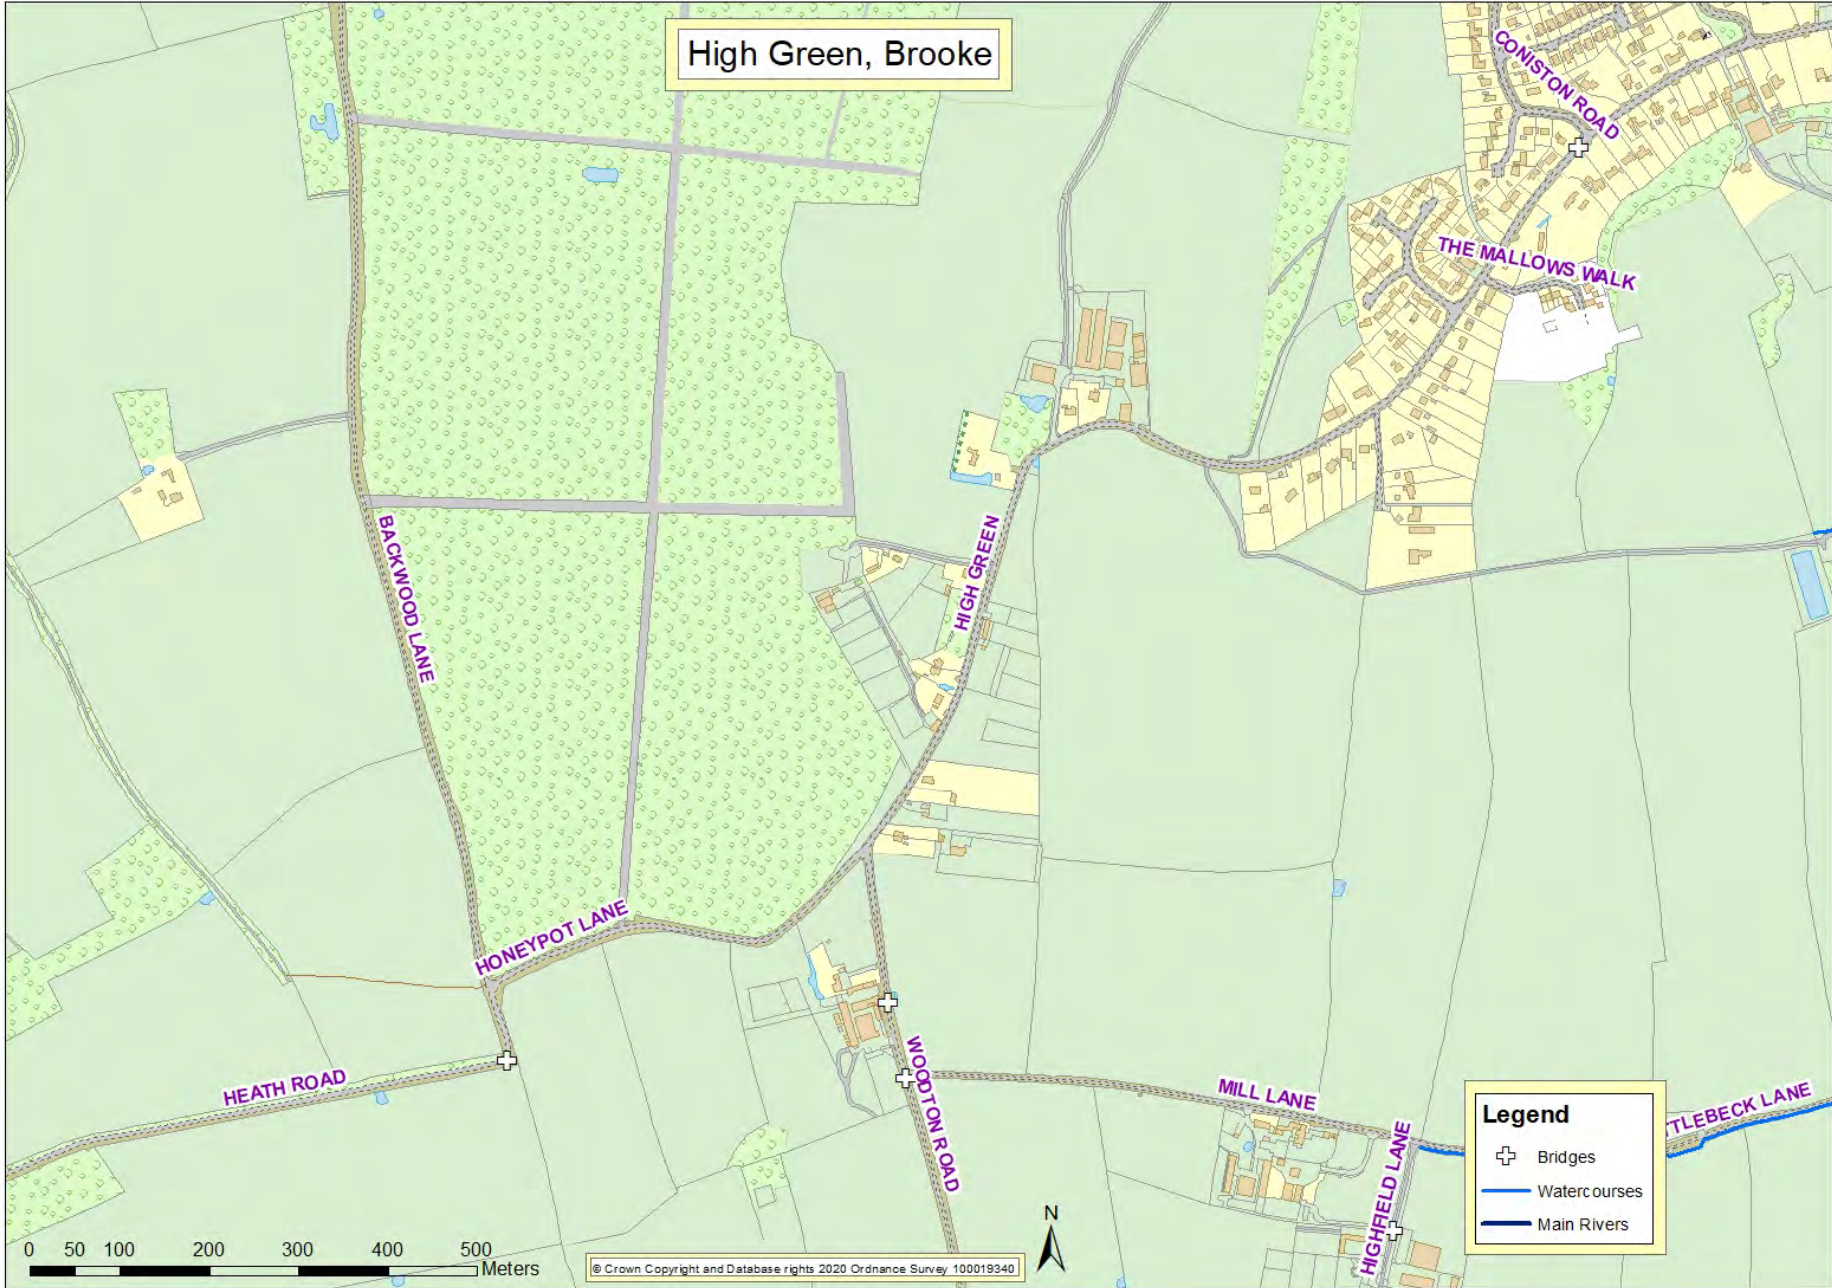 High Green, Brooke
CONISTON ROAD
THE MALLOWS WALK
BACKWOOD LANE
HIGH GREEN
HONEYPOT LANE
HEATH ROAD
WOODTON ROAD
MILL LANE
HIGHFIELD LANE
TTLEBECK LANE
Legend
Bridges
Watercourses
Main Rivers
N
0 50 100 200 300 400 500
Meters
© Crown Copyright and Database rights 2020 Ordnance Survey 100019340